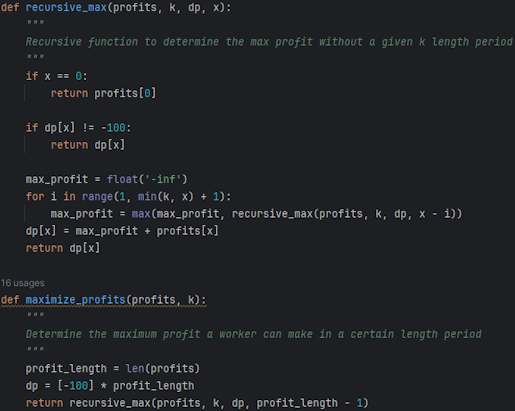 def recursive_max(profits, k, dp, x):
    """
    Recursive function to determine the max profit without a given k length period
    """
    if x == 0:
        return profits[0]

    if dp[x] != -100:
        return dp[x]

    max_profit = float('-inf')
    for i in range(1, min(k, x) + 1):
        max_profit = max(max_profit, recursive_max(profits, k, dp, x - i))
    dp[x] = max_profit + profits[x]
    return dp[x]

16 usages
def maximize_profits(profits, k):
    """
    Determine the maximum profit a worker can make in a certain length period
    """
    profit_length = len(profits)
    dp = [-100] * profit_length
    return recursive_max(profits, k, dp, profit_length - 1)